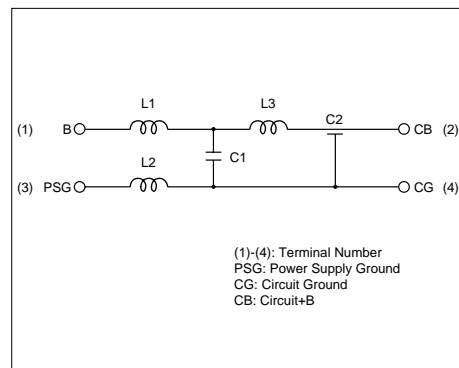 L1 L3 C2
(1) B CB (2)
L2 C1
(3) PSG CG (4)
(1)-(4): Terminal Number
PSG: Power Supply Ground
CG: Circuit Ground
CB: Circuit+B